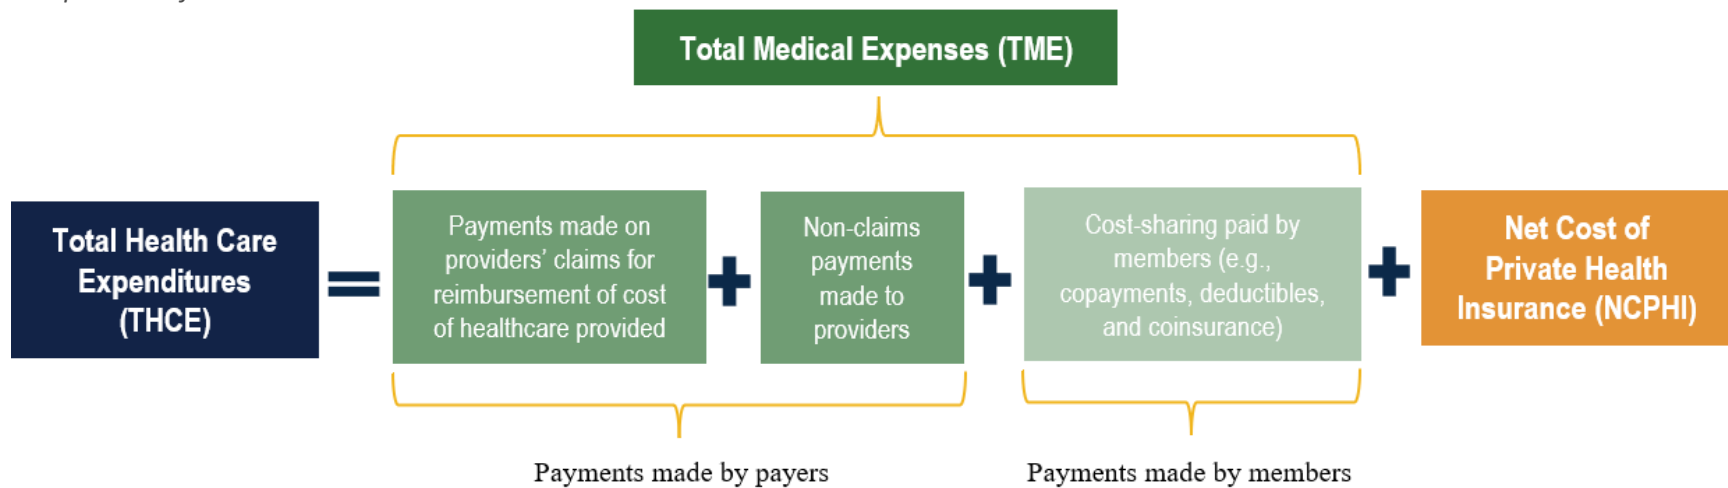 Total Medical Expenses (TME)
Total Health Care
Expenditures
(THCE)
=
Payments made on
providers’ claims for
reimbursement of cost
of healthcare provided
+
Non-claims
payments
made to
providers
+
Cost-sharing paid by
members (e.g.,
copayments, deductibles,
and coinsurance)
+
Net Cost of
Private Health
Insurance (NCPHI)
Payments made by payers
Payments made by members